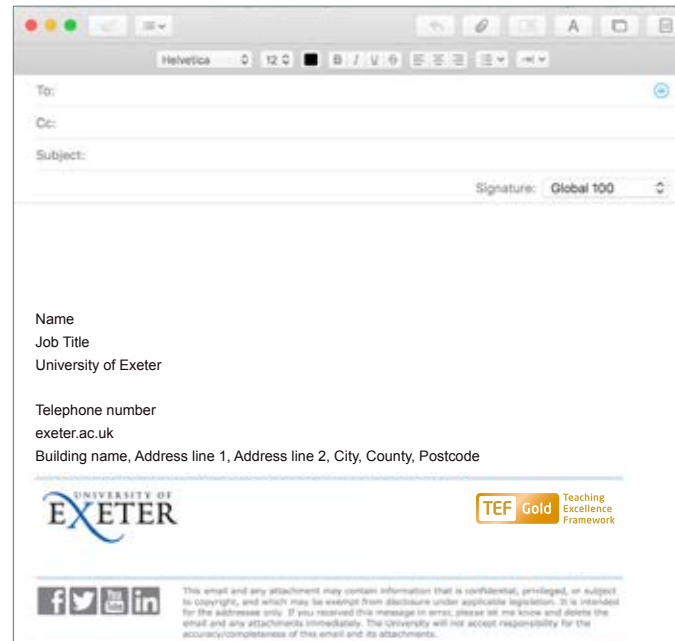 Helvetica 12 B I U
To:
Cc:
Subject:
Signature: Global 100
Name
Job Title
University of Exeter
Telephone number
exeter.ac.uk
Building name, Address line 1, Address line 2, City, County, Postcode
UNIVERSITY OF
EXETER
TEF Gold
Teaching
Excellence
Framework
This email and any attachment may contain information that is confidential, privileged, or subject
to copyright, and which may be exempt from disclosure under applicable legislation. It is intended
for the addressee only. If you received this message in error, please let me know and delete the
email and any attachments immediately. The University will not accept responsibility for the
accuracy/completeness of this email and its attachments.